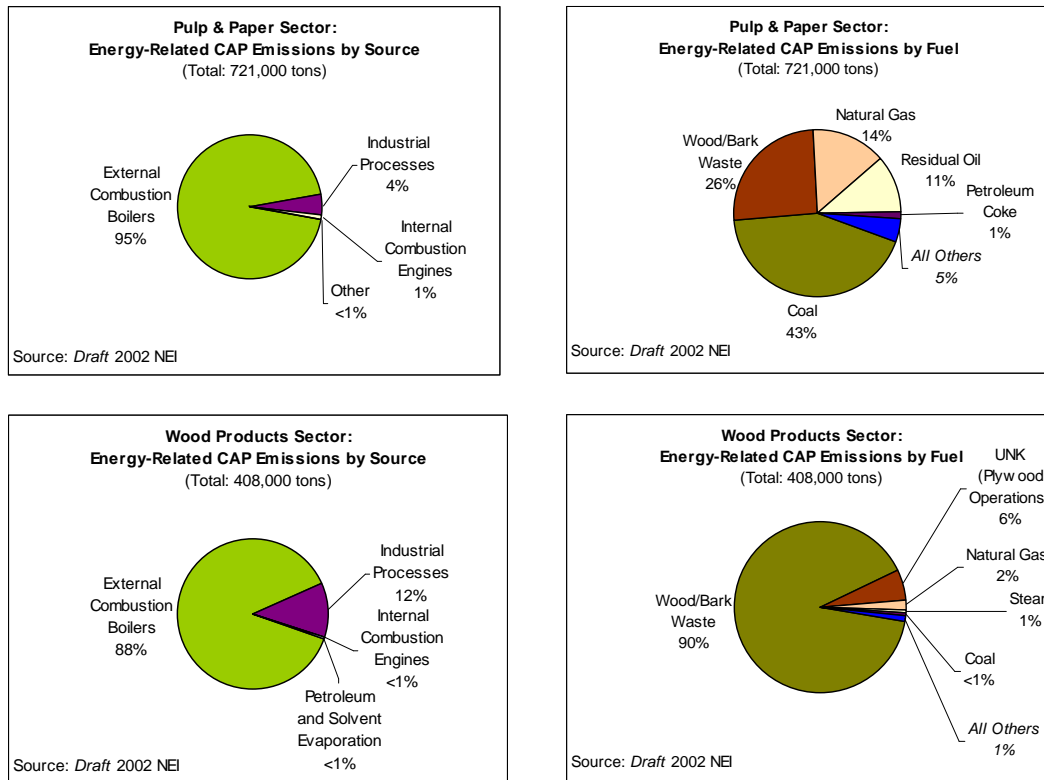 Pulp & Paper Sector:
Energy-Related CAP Emissions by Source
(Total: 721,000 tons)
External
Combustion
Boilers
95%
Industrial
Processes
4%
Internal
Combustion
Engines
1%
Other
<1%
Source: Draft 2002 NEI
Pulp & Paper Sector:
Energy-Related CAP Emissions by Fuel
(Total: 721,000 tons)
Wood/Bark
Waste
26%
Natural Gas
14%
Residual Oil
11%
Petroleum
Coke
1%
All Others
5%
Coal
43%
Source: Draft 2002 NEI
Wood Products Sector:
Energy-Related CAP Emissions by Source
(Total: 408,000 tons)
External
Combustion
Boilers
88%
Industrial
Processes
12%
Internal
Combustion
Engines
<1%
Petroleum
and Solvent
Evaporation
<1%
Source: Draft 2002 NEI
Wood Products Sector:
Energy-Related CAP Emissions by Fuel
(Total: 408,000 tons)
UNK
(Plywood
Operations
6%
Natural Gas
2%
1%
Coal
<1%
All Others
1%
Wood/Bark
Waste
90%
Source: Draft 2002 NEI